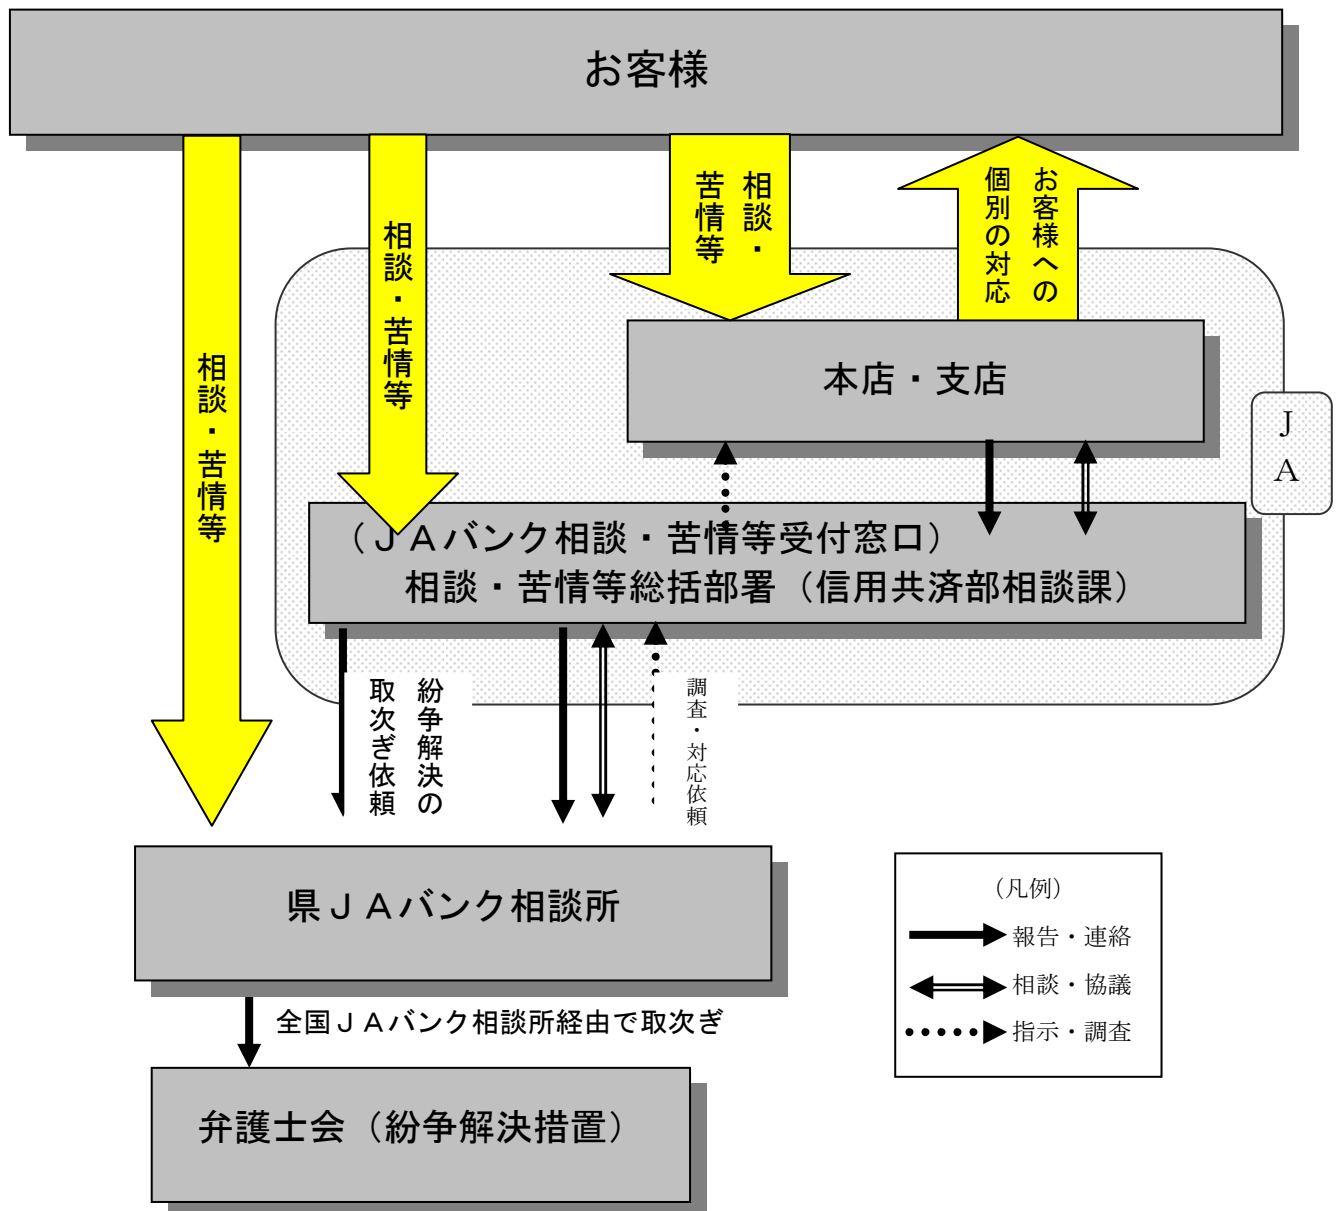 お客様
相談・苦情等
相談・苦情等
相談・
苦情等
お客様への
個別の対応
本店・支店
ＪＡ
（ＪＡバンク相談・苦情等受付窓口）
相談・苦情等総括部署（信用共済部相談課）
紛争解決の
取次ぎ依頼
調査・対応依頼
県ＪＡバンク相談所
（凡例）
報告・連絡
相談・協議
指示・調査
全国ＪＡバンク相談所経由で取次ぎ
弁護士会（紛争解決措置）